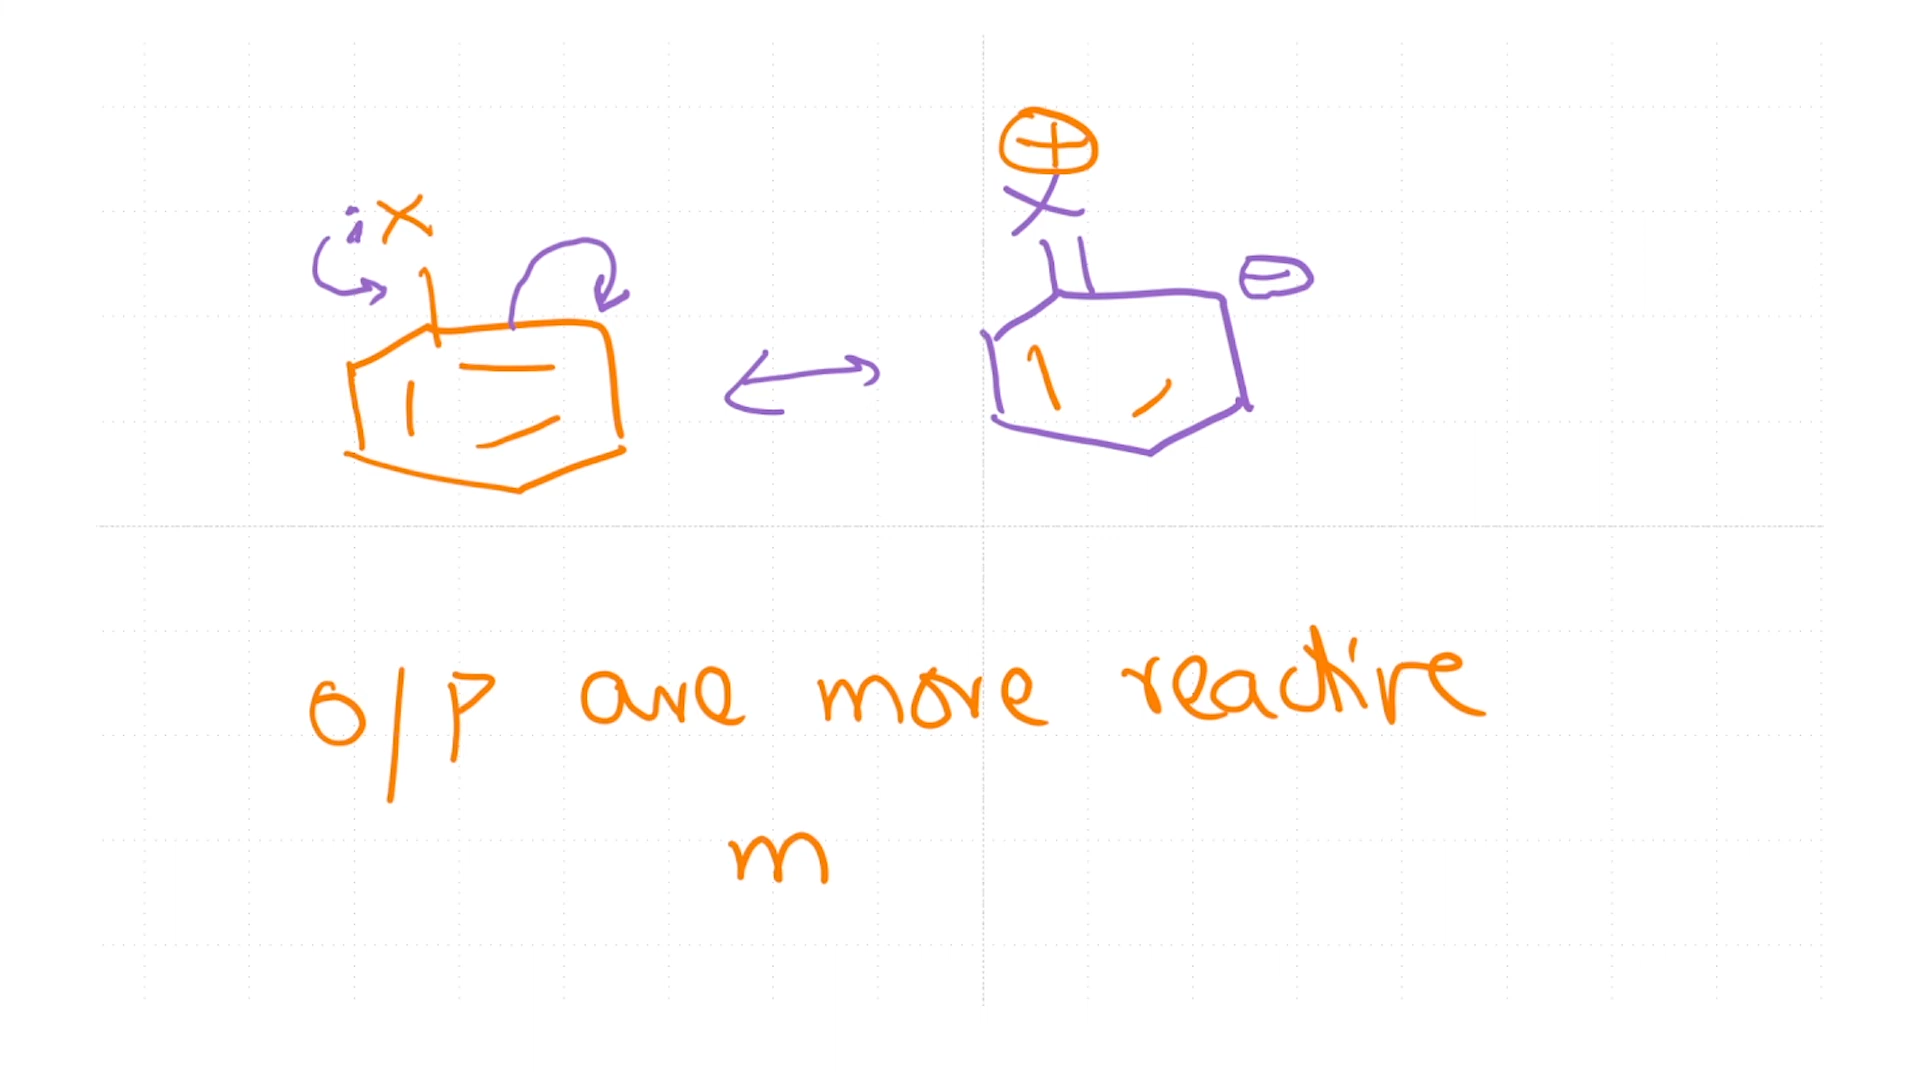 X
⊕
X
⊖
o/p are more reactive
m